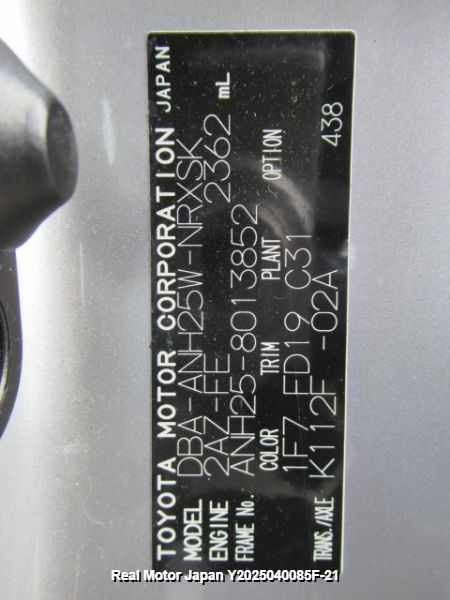 TOYOTA MOTOR CORPORATION JAPAN
MODEL DBA-ANH25W-NRXSK
ENGINE 2AZ-FE 2362 mL
FRAME No. ANH25-8013852
COLOR TRIM PLANT OPTION
1F7 FD19 C31
TRANS./AXLE K112F -02A 438
Real Motor Japan Y2025040085F-21